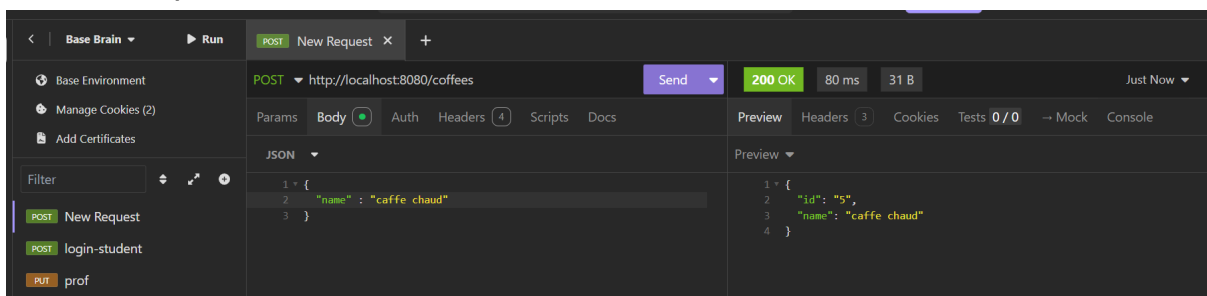 Base Brain
Run
POST New Request
POST http://localhost:8080/coffees Send
200 OK 80 ms 31 B Just Now
Base Environment
Manage Cookies (2)
Add Certificates
Params Body Auth Headers 4 Scripts Docs
Preview Headers 3 Cookies Tests 0 / 0 → Mock Console
Filter
POST New Request
POST login-student
PUT prof
JSON
1 {
2 "name" : "caffe chaud"
3 }
Preview
1 {
2 "id": "5",
3 "name": "caffe chaud"
4 }